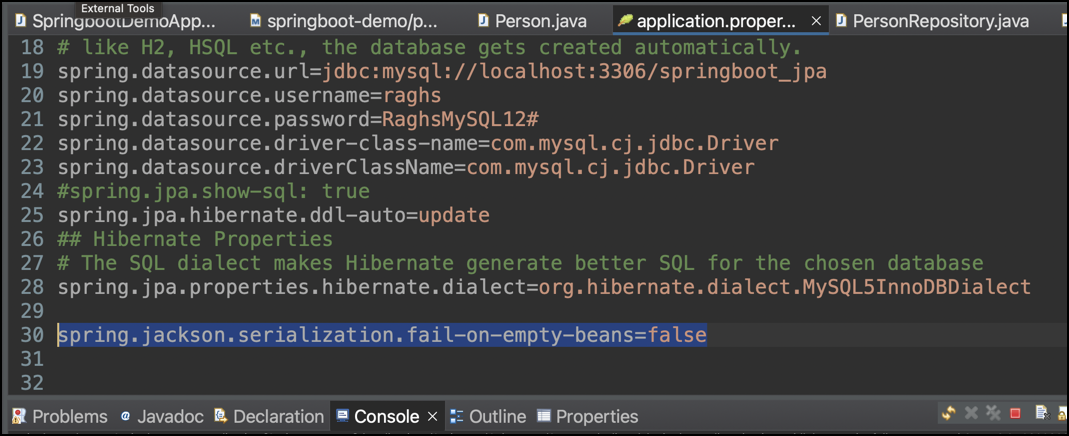 External Tools
SpringbootDemoApp... springboot-demo/p... Person.java application.proper... PersonRepository.java
18 # like H2, HSQL etc., the database gets created automatically.
19 spring.datasource.url=jdbc:mysql://localhost:3306/springboot_jpa
20 spring.datasource.username=raghs
21 spring.datasource.password=RaghsMySQL12#
22 spring.datasource.driver-class-name=com.mysql.cj.jdbc.Driver
23 spring.datasource.driverClassName=com.mysql.cj.jdbc.Driver
24 #spring.jpa.show-sql: true
25 spring.jpa.hibernate.ddl-auto=update
26 ## Hibernate Properties
27 # The SQL dialect makes Hibernate generate better SQL for the chosen database
28 spring.jpa.properties.hibernate.dialect=org.hibernate.dialect.MySQL5InnoDBDialect
29
30 spring.jackson.serialization.fail-on-empty-beans=false
31
32
Problems Javadoc Declaration Console Outline Properties